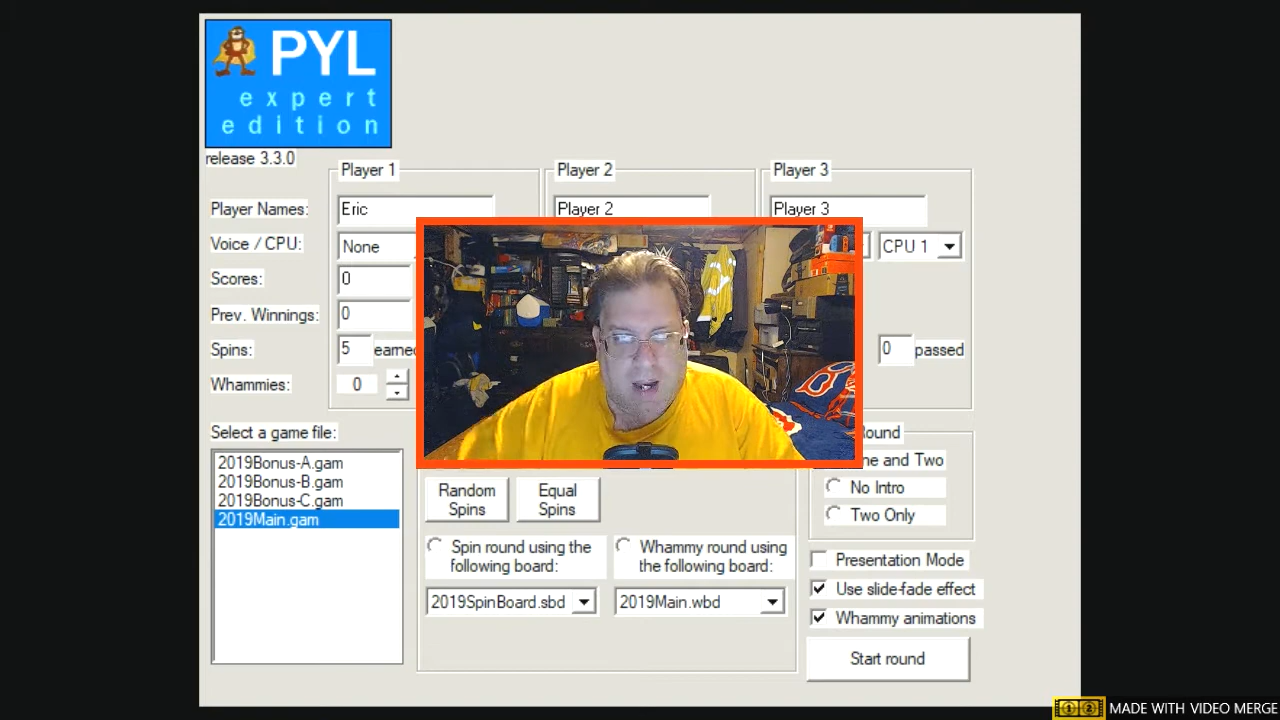 PYL
expert
edition
release 3.3.0
Player 1
Player 2
Player 3
Player Names:
Eric
Player 2
Player 3
Voice / CPU:
None
CPU 1
Scores:
0
Prev. Winnings:
0
Spins:
5 earned
0 passed
Whammies:
0
Select a game file:
2019Bonus-A.gam
2019Bonus-B.gam
2019Bonus-C.gam
2019Main.gam
Random
Spins
Equal
Spins
Spin round using the
following board:
Whammy round using
the following board:
2019SpinBoard.sbd
2019Main.wbd
Round
and Two
No Intro
Two Only
Presentation Mode
Use slide-fade effect
Whammy animations
Start round
MADE WITH VIDEO MERGE